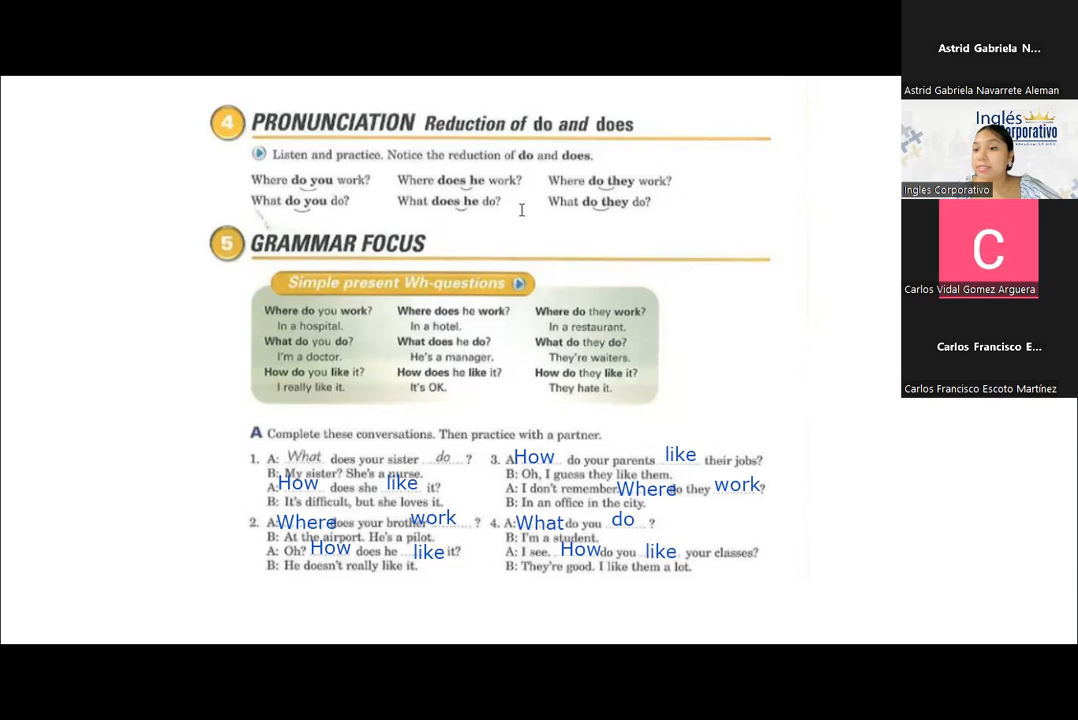 4 PRONUNCIATION Reduction of do and does
Listen and practice. Notice the reduction of do and does.
Where do you work? Where does he work? Where do they work?
What do you do? What does he do? What do they do?
5 GRAMMAR FOCUS
Simple present Wh-questions
Where do you work? Where does he work? Where do they work?
In a hospital. In a hotel. In a restaurant.
What do you do? What does he do? What do they do?
I'm a doctor. He's a manager. They're waiters.
How do you like it? How does he like it? How do they like it?
I really like it. It's OK. They hate it.
A Complete these conversations. Then practice with a partner.
1. A: What does your sister do ?
B: My sister? She's a nurse.
A: How does she like it?
B: It's difficult, but she loves it.
2. A: Where does your brother work ?
B: At the airport. He's a pilot.
A: Oh? How does he like it?
B: He doesn't really like it.
3. A How do your parents like their jobs?
B: Oh, I guess they like them.
A: I don't remember. Where do they work ?
B: In an office in the city.
4. A: What do you do ?
B: I'm a student.
A: I see. How do you like your classes?
B: They're good. I like them a lot.
Astrid Gabriela N...
Astrid Gabriela Navarrete Aleman
Inglés
Corporativo
Ingles Corporativo
C
Carlos Vidal Gomez Arguera
Carlos Francisco E...
Carlos Francisco Escoto Martínez